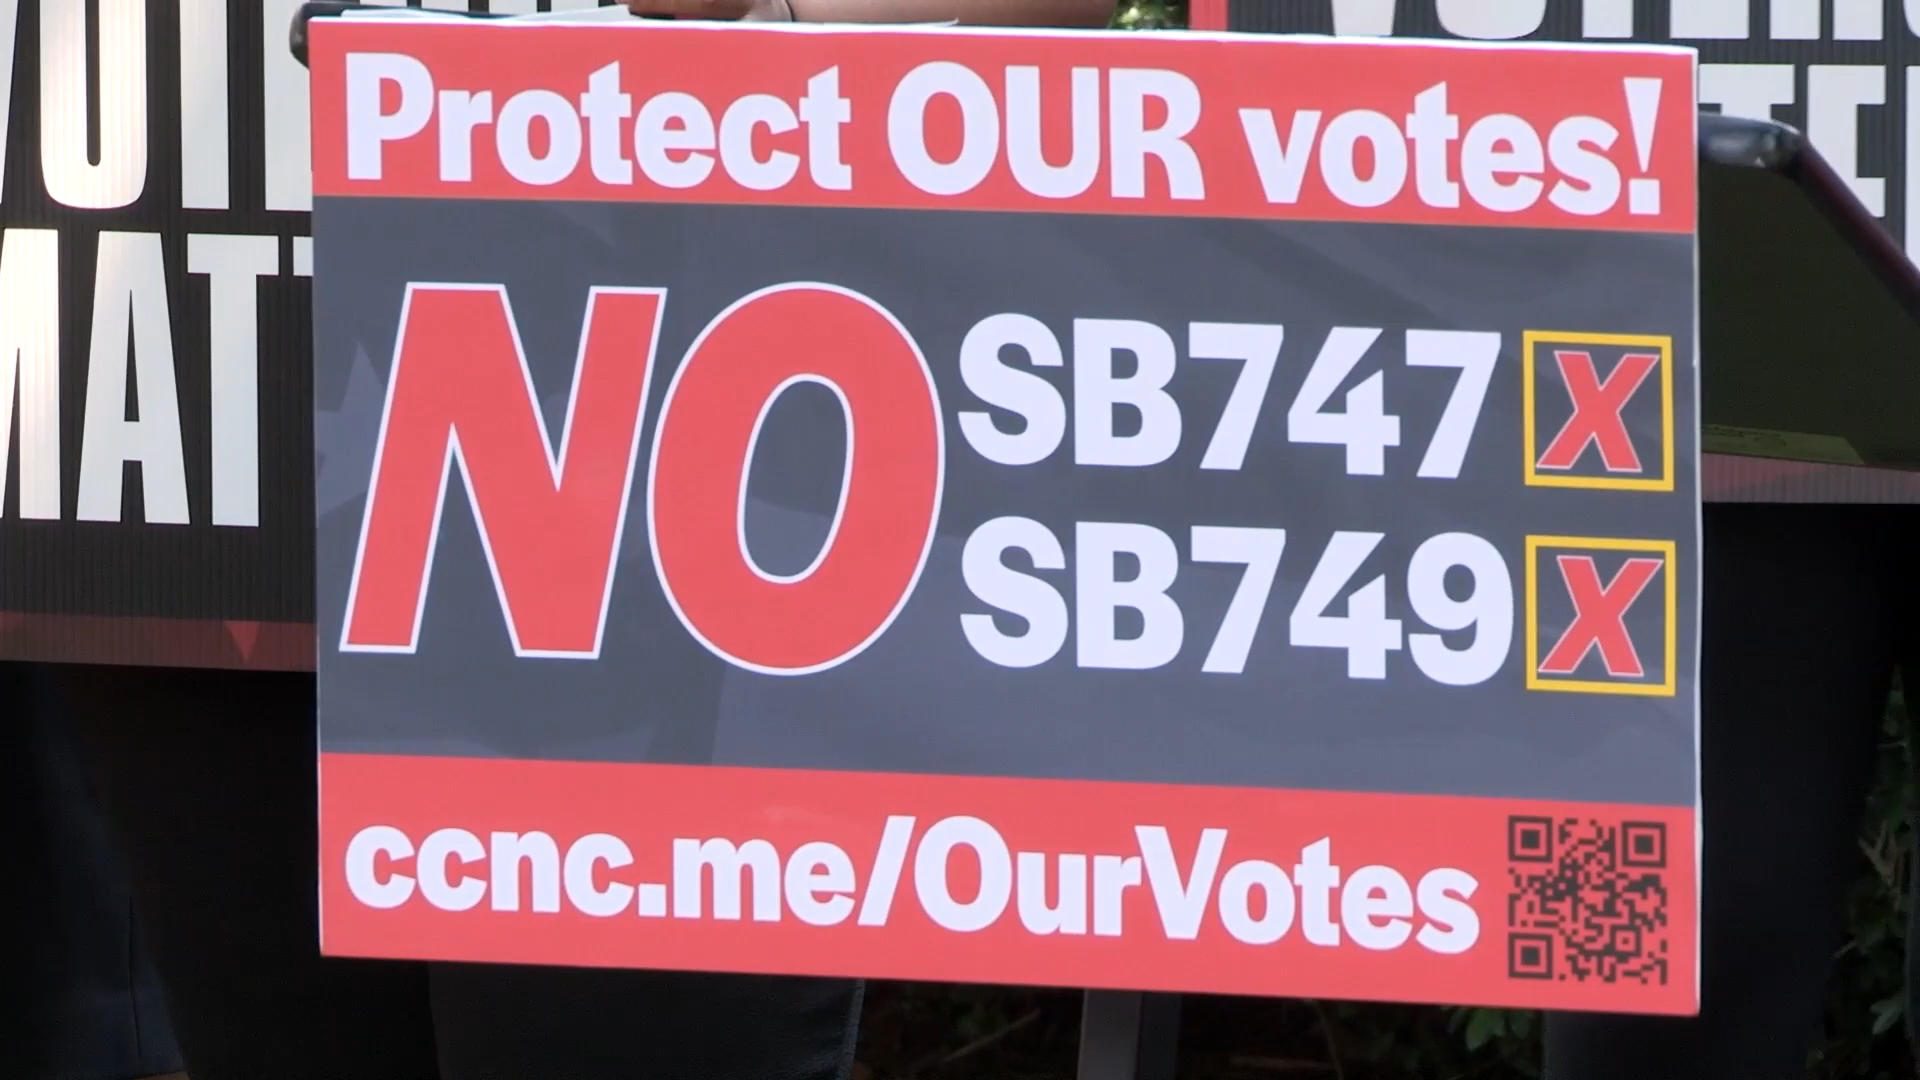 Protect OUR votes!
NO
SB747 X
SB749 X
ccnc.me/OurVotes